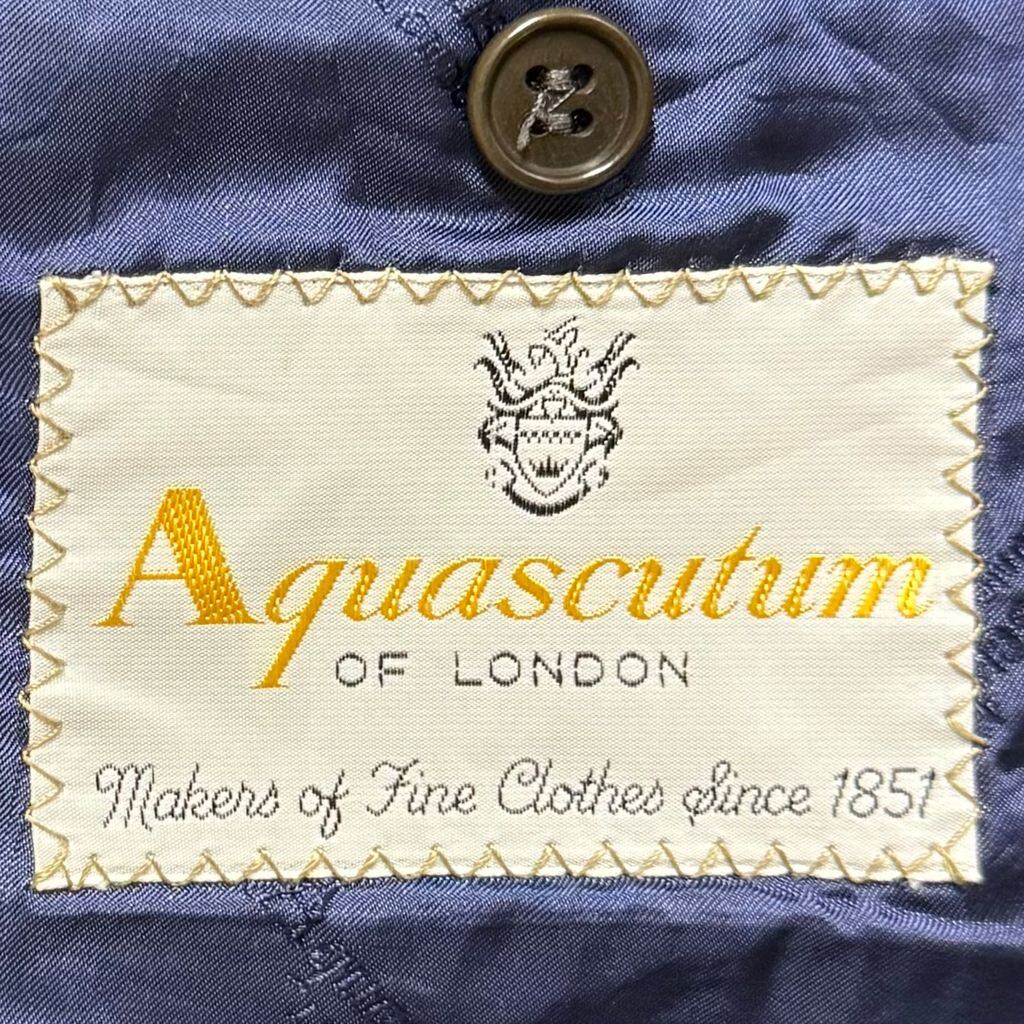 Aquascutum
OF LONDON
Makers of Fine Clothes Since 1851